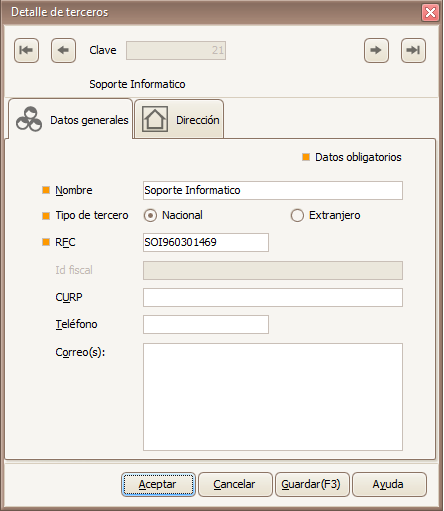 Detalle de terceros
Clave 21
Soporte Informatico
Datos generales Dirección
Datos obligatorios
Nombre Soporte Informatico
Tipo de tercero Nacional Extranjero
RFC SOI960301469
Id fiscal
CURP
Teléfono
Correo(s):
Aceptar Cancelar Guardar(F3) Ayuda